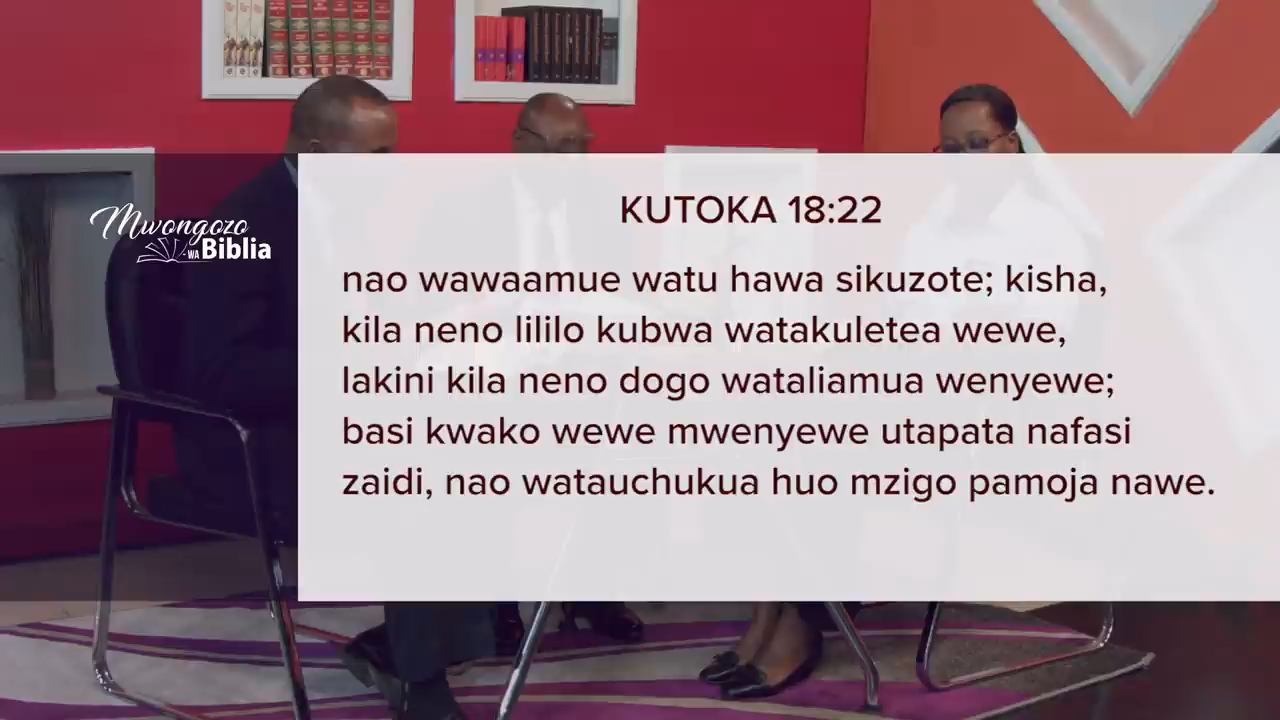 Mwongozo
WA Biblia
KUTOKA 18:22
nao wawaamue watu hawa sikuzote; kisha,
kila neno lililo kubwa watakuletea wewe,
lakini kila neno dogo wataliamua wenyewe;
basi kwako wewe mwenyewe utapata nafasi
zaidi, nao watauchukua huo mzigo pamoja nawe.